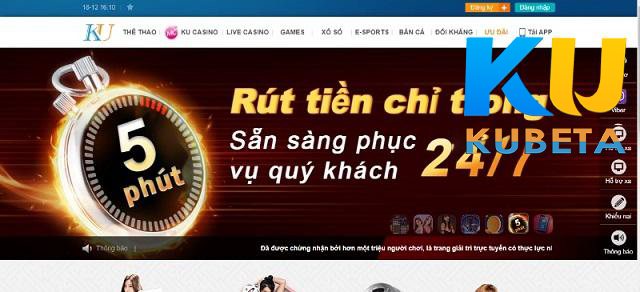 18-12 16:10
Đăng ký +
Đăng nhập
KU
THỂ THAO
KU CASINO
LIVE CASINO
GAMES
XỔ SỐ
E-SPORTS
BẮN CÁ
ĐỐI KHÁNG
ƯU ĐÃI
Tải APP
KU
KUBETA
Rút tiền chỉ trong
5
phút
Sẵn sàng phục
vụ quý khách
24/7
Viber
Hỗ trợ xa
Khiếu nại
Thông báo
Thông báo
Đã được chứng nhận bởi hơn một triệu người chơi, là trang giải trí trực tuyến có thực lực